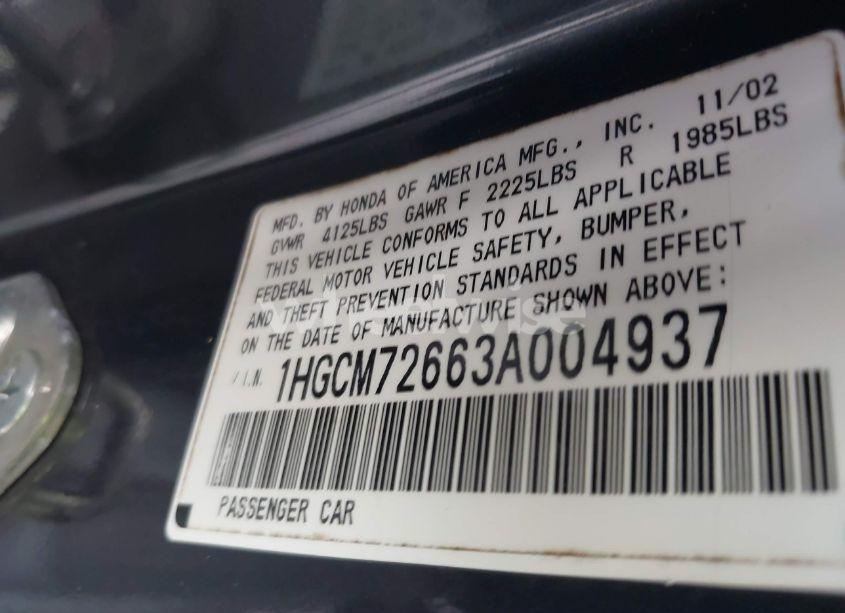 MFD. BY HONDA OF AMERICA MFG., INC. 11/02
GVWR 4125LBS GAWR F 2225LBS R 1985LBS
THIS VEHICLE CONFORMS TO ALL APPLICABLE
FEDERAL MOTOR VEHICLE SAFETY, BUMPER,
AND THEFT PREVENTION STANDARDS IN EFFECT
ON THE DATE OF MANUFACTURE SHOWN ABOVE:
V.I.N. 1HGCM72663A004937
PASSENGER CAR